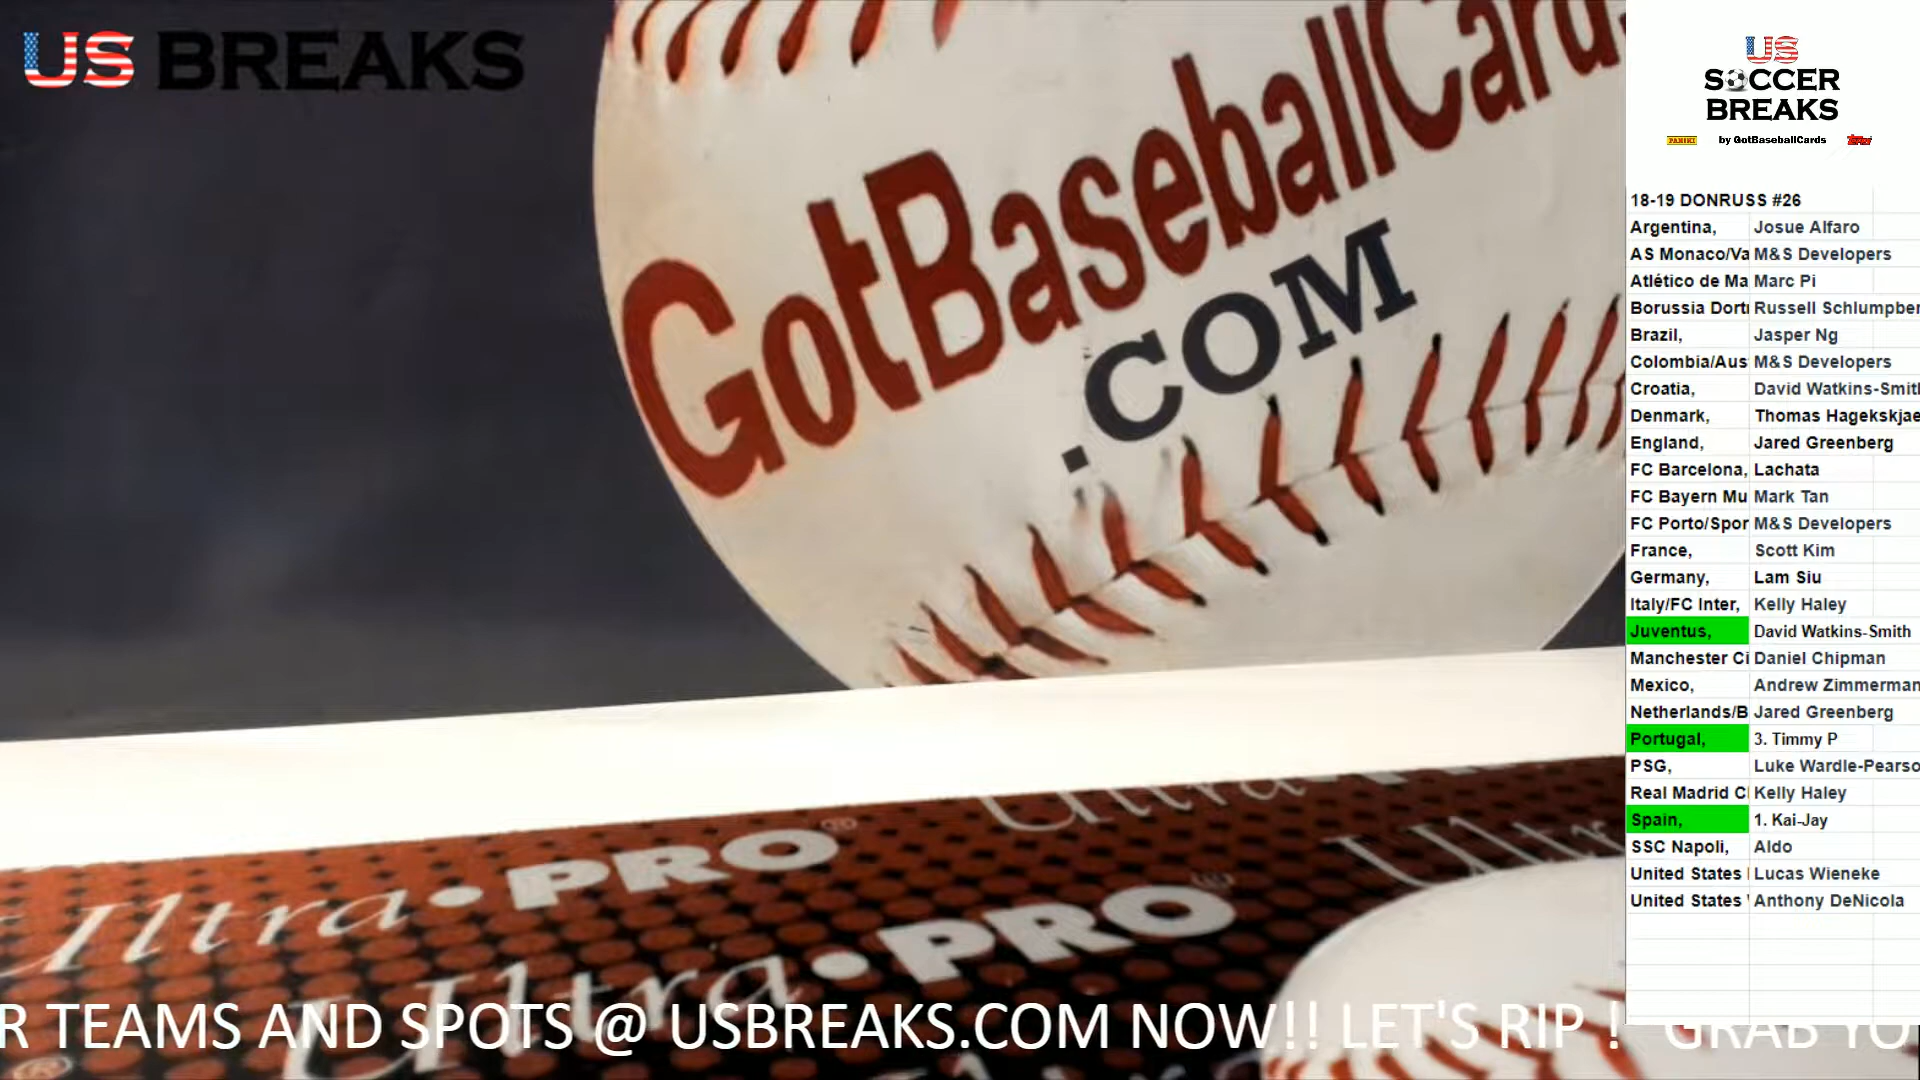 US BREAKS
GotBaseballCards
.COM
Ultra•PRO®
Ultra•PRO
US
SOCCER
BREAKS
PANINI by GotBaseballCards Topps
18-19 DONRUSS #26
Argentina, Josue Alfaro
AS Monaco/Va M&S Developers
Atlético de Ma Marc Pi
Borussia Dort Russell Schlumpber
Brazil, Jasper Ng
Colombia/Aus M&S Developers
Croatia, David Watkins-Smith
Denmark, Thomas Hagekskjae
England, Jared Greenberg
FC Barcelona, Lachata
FC Bayern Mu Mark Tan
FC Porto/Spor M&S Developers
France, Scott Kim
Germany, Lam Siu
Italy/FC Inter, Kelly Haley
Juventus, David Watkins-Smith
Manchester Ci Daniel Chipman
Mexico, Andrew Zimmerman
Netherlands/B Jared Greenberg
Portugal, 3. Timmy P
PSG, Luke Wardle-Pearso
Real Madrid C Kelly Haley
Spain, 1. Kai-Jay
SSC Napoli, Aldo
United States Lucas Wieneke
United States Anthony DeNicola
R TEAMS AND SPOTS @ USBREAKS.COM NOW!! LET'S RIP ! GRAB YO